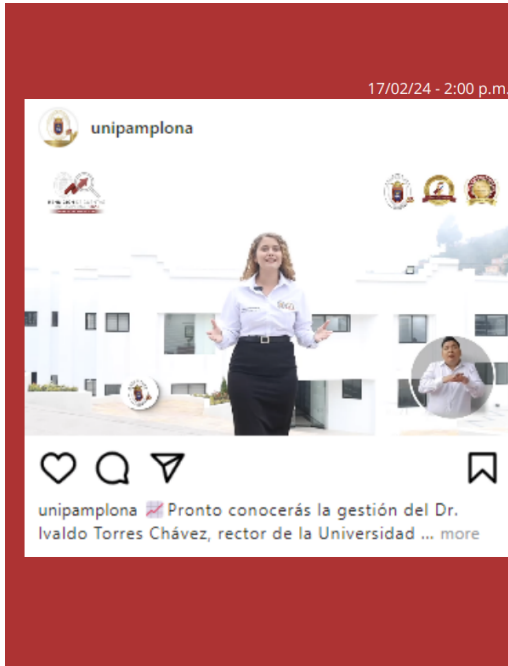 17/02/24 - 2:00 p.m.
unipamplona
unipamplona 📈Pronto conocerás la gestión del Dr.
Ivaldo Torres Chávez, rector de la Universidad ... more